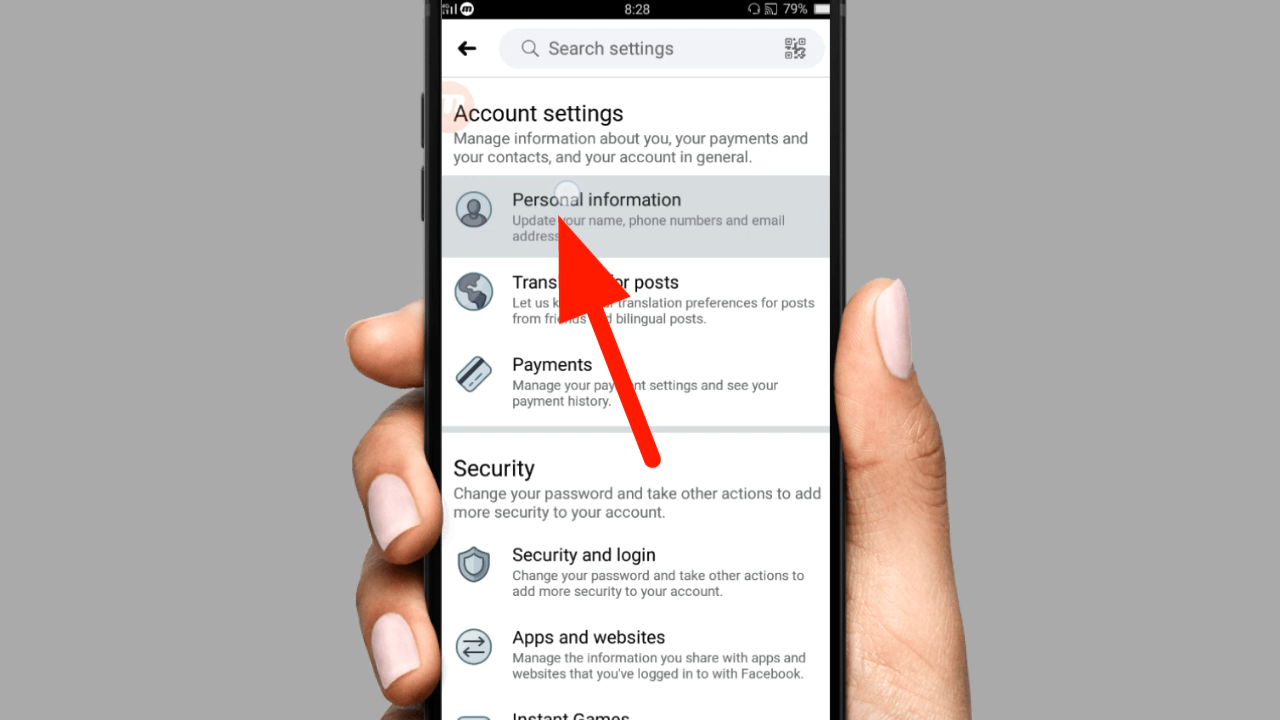 8:28
79%
Search settings
Account settings
Manage information about you, your payments and
your contacts, and your account in general.
Personal information
Update your name, phone numbers and email
address
for posts
Let us translation preferences for posts
from friends and bilingual posts.
Payments
Manage your payment settings and see your
payment history.
Security
Change your password and take other actions to add
more security to your account.
Security and login
Change your password and take other actions to
add more security to your account.
Apps and websites
Manage the information you share with apps and
websites that you've logged in to with Facebook.
Instant Games